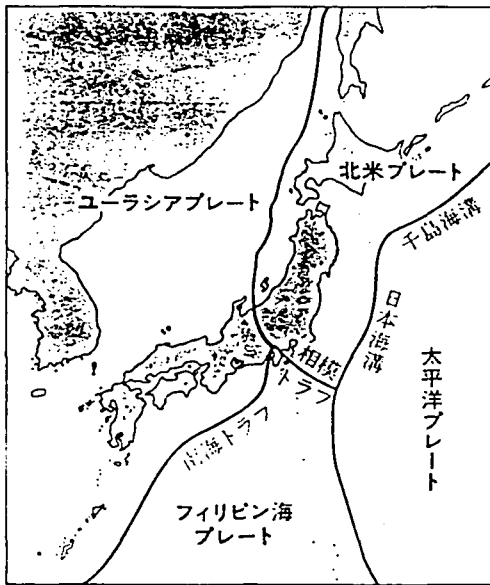 北米プレート
ユーラシアプレート
千島海溝
日本海溝
相模
トラフ
太平洋プレート
南海トラフ
フィリピン海
プレート